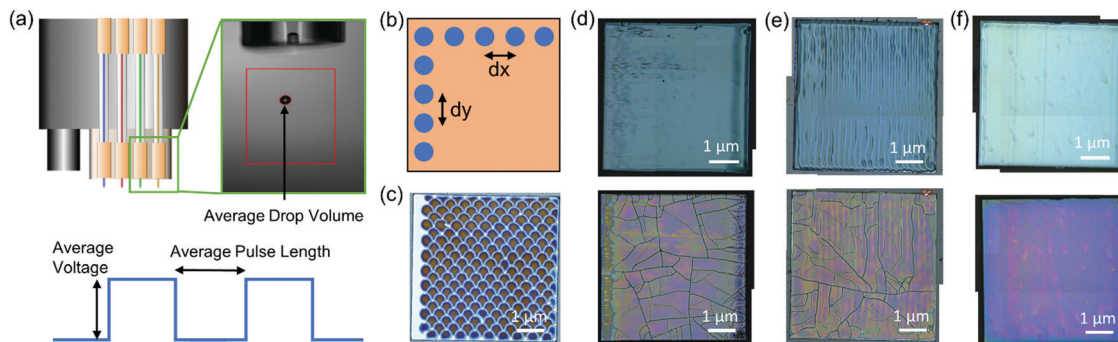 (a)
Average Drop Volume
Average
Voltage
Average Pulse Length
(b)
dx
dy
(c)
1 μm
(d)
1 μm
1 μm
(e)
1 μm
1 μm
(f)
1 μm
1 μm